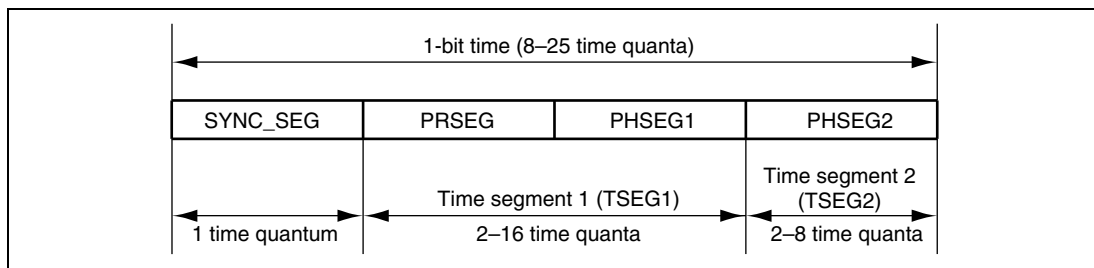 1-bit time (8–25 time quanta)
SYNC_SEG PRSEG PHSEG1 PHSEG2
Time segment 1 (TSEG1)
Time segment 2
(TSEG2)
1 time quantum 2–16 time quanta 2–8 time quanta